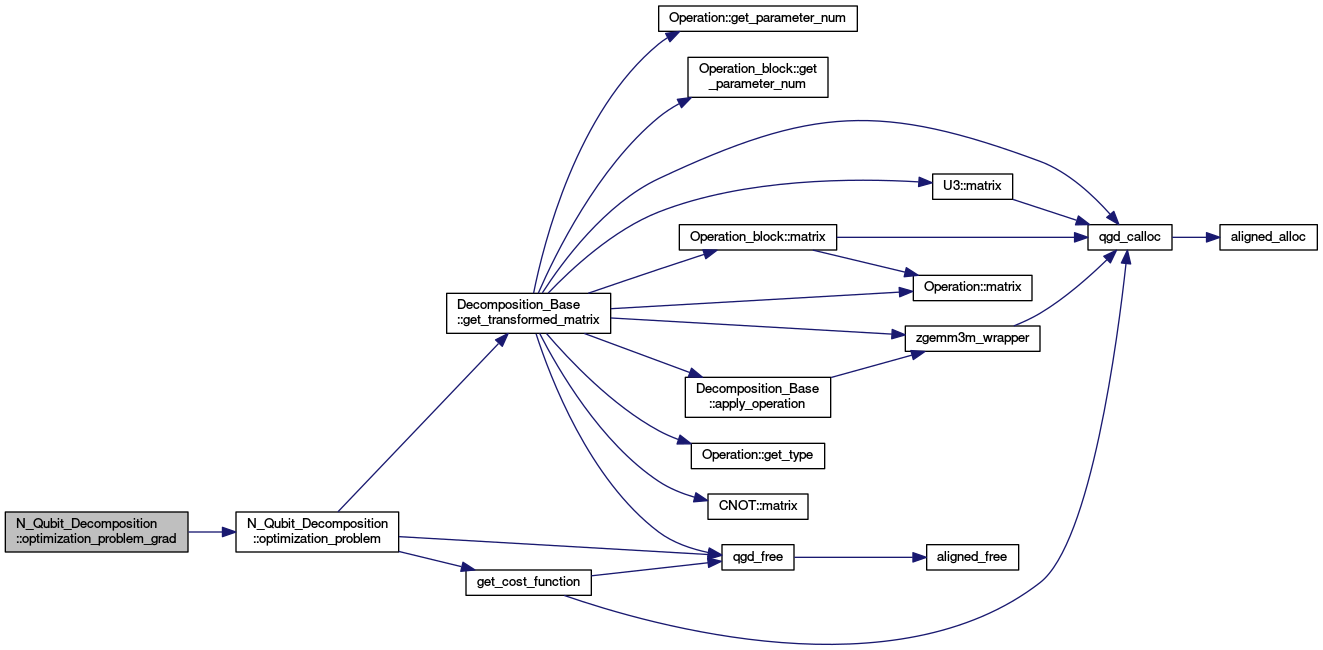 Operation::get_parameter_num
Operation_block::get
_parameter_num
U3::matrix
Operation_block::matrix
qgd_calloc
aligned_alloc
Operation::matrix
Decomposition_Base
::get_transformed_matrix
zgemm3m_wrapper
Decomposition_Base
::apply_operation
Operation::get_type
CNOT::matrix
N_Qubit_Decomposition
::optimization_problem_grad
N_Qubit_Decomposition
::optimization_problem
qgd_free
aligned_free
get_cost_function